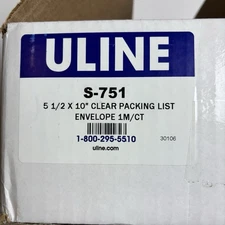 ULINE
S-751
5 1/2 X 10" CLEAR PACKING LIST
ENVELOPE 1M/CT
1-800-295-5510
uline.com
30106